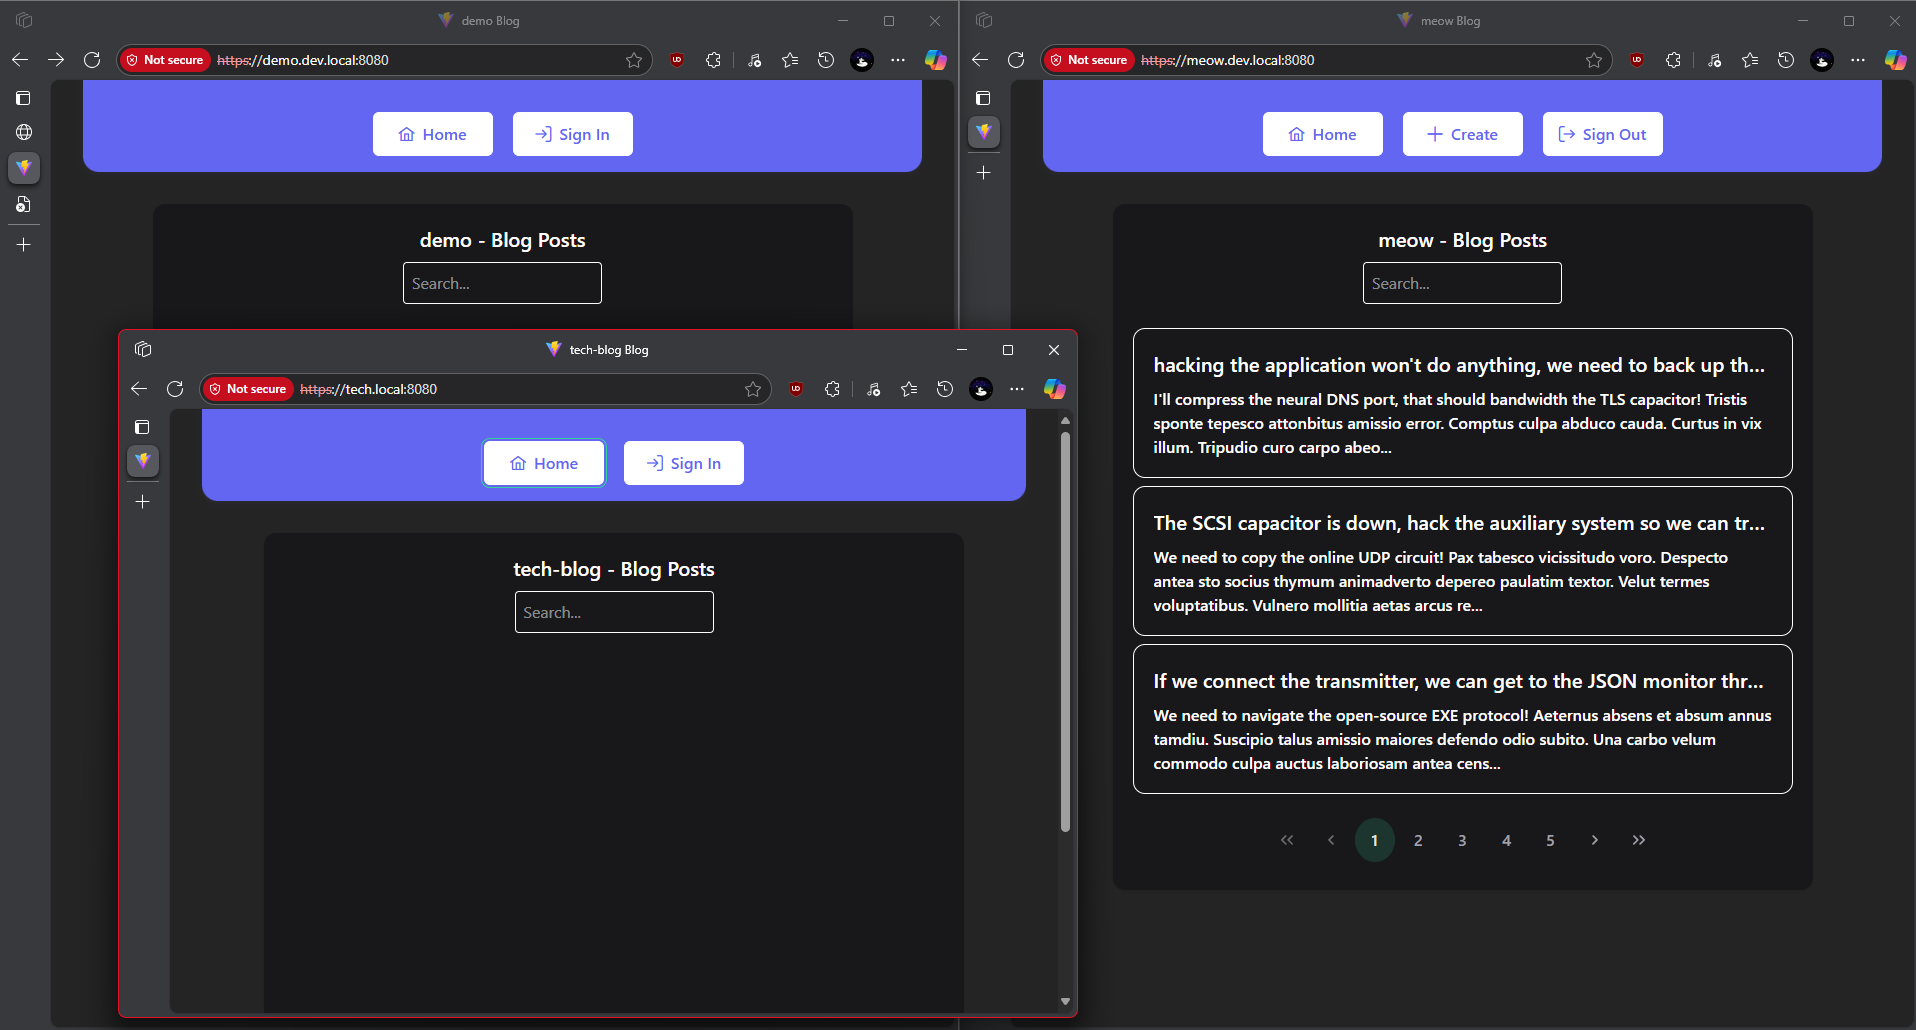 demo Blog
Not secure https://demo.dev.local:8080
UD
Home
Sign In
demo - Blog Posts
Search...
tech-blog Blog
Not secure https://tech.local:8080
UD
Home
Sign In
tech-blog - Blog Posts
Search...
meow Blog
Not secure https://meow.dev.local:8080
UD
Home
Create
Sign Out
meow - Blog Posts
Search...
hacking the application won't do anything, we need to back up th...
I'll compress the neural DNS port, that should bandwidth the TLS capacitor! Tristis
sponte tepesco attonbitus amissio error. Comptus culpa abduco cauda. Curtus in vix
illum. Tripudio curo carpo abeo...
The SCSI capacitor is down, hack the auxiliary system so we can tr...
We need to copy the online UDP circuit! Pax tabesco vicissitudo voro. Despecto
antea sto socius thymum animadverto depereo paulatim textor. Velut termes
voluptatibus. Vulnero mollitia aetas arcus re...
If we connect the transmitter, we can get to the JSON monitor thr...
We need to navigate the open-source EXE protocol! Aeternus absens et absum annus
tamdiu. Suscipio talus amissio maiores defendo odio subito. Una carbo velum
commodo culpa auctus laboriosam antea cens...
« ‹ 1 2 3 4 5 › »